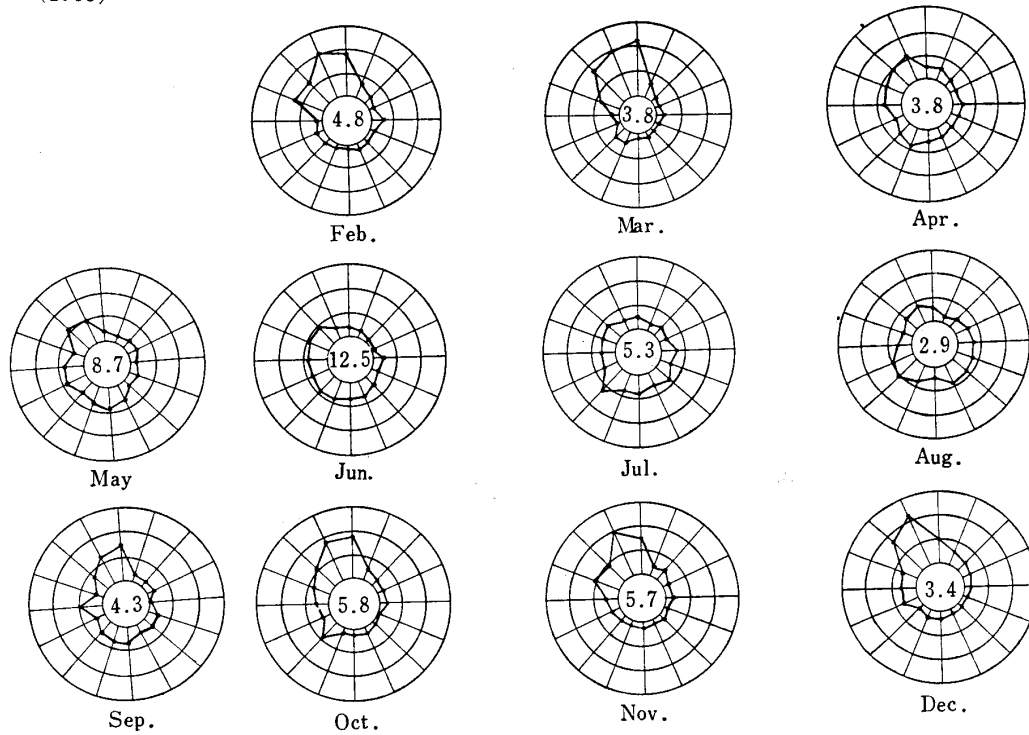 4.8
3.8
3.8
Feb.
Mar.
Apr.
8.7
12.5
5.3
2.9
May
Jun.
Jul.
Aug.
4.3
5.8
5.7
3.4
Sep.
Oct.
Nov.
Dec.